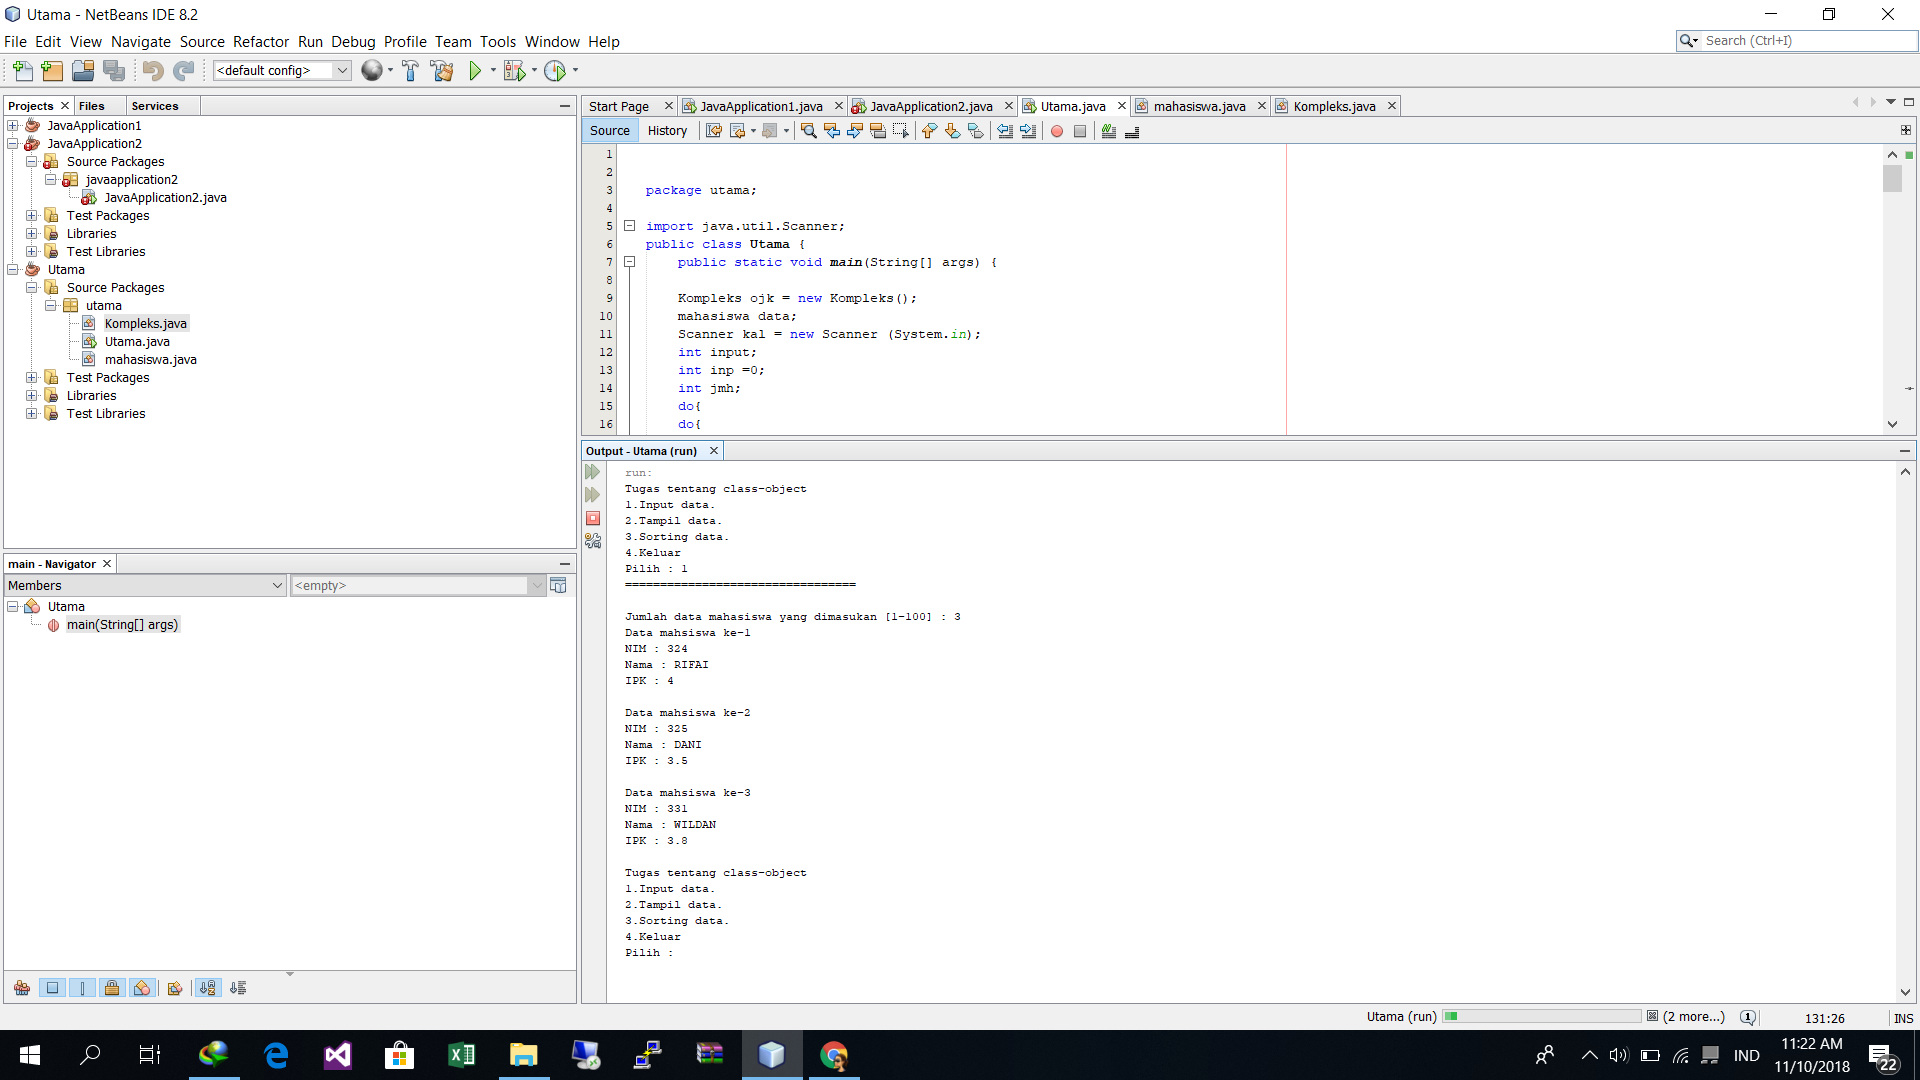 Utama - NetBeans IDE 8.2
File Edit View Navigate Source Refactor Run Debug Profile Team Tools Window Help
Search (Ctrl+I)
<default config>
Projects Files Services
JavaApplication1
JavaApplication2
Source Packages
javaapplication2
JavaApplication2.java
Test Packages
Libraries
Test Libraries
Utama
Source Packages
utama
Kompleks.java
Utama.java
mahasiswa.java
Test Packages
Libraries
Test Libraries
main - Navigator
Members <empty>
Utama
main(String[] args)
Start Page JavaApplication1.java JavaApplication2.java Utama.java mahasiswa.java Kompleks.java
Source History
1
2
3 package utama;
4
5 import java.util.Scanner;
6 public class Utama {
7 public static void main(String[] args) {
8
9 Kompleks ojk = new Kompleks();
10 mahasiswa data;
11 Scanner kal = new Scanner (System.in);
12 int input;
13 int inp =0;
14 int jmh;
15 do{
16 do{
Output - Utama (run)
run:
Tugas tentang class-object
1.Input data.
2.Tampil data.
3.Sorting data.
4.Keluar
Pilih : 1
=================================
Jumlah data mahasiswa yang dimasukan [1-100] : 3
Data mahsiswa ke-1
NIM : 324
Nama : RIFAI
IPK : 4
Data mahsiswa ke-2
NIM : 325
Nama : DANI
IPK : 3.5
Data mahsiswa ke-3
NIM : 331
Nama : WILDAN
IPK : 3.8
Tugas tentang class-object
1.Input data.
2.Tampil data.
3.Sorting data.
4.Keluar
Pilih :
Utama (run) (2 more...) 1 131:26 INS
IND
11:22 AM
11/10/2018
22